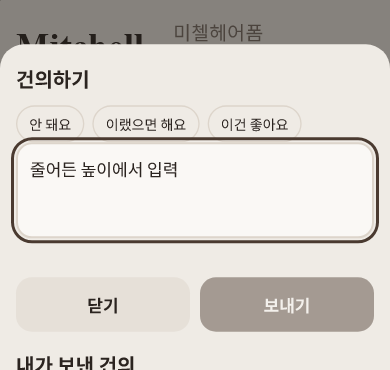 Mitchell 미첼헤어폼
건의하기
안 돼요 이랬으면 해요 이건 좋아요
줄어든 높이에서 입력
닫기 보내기
내가 보낸 건의